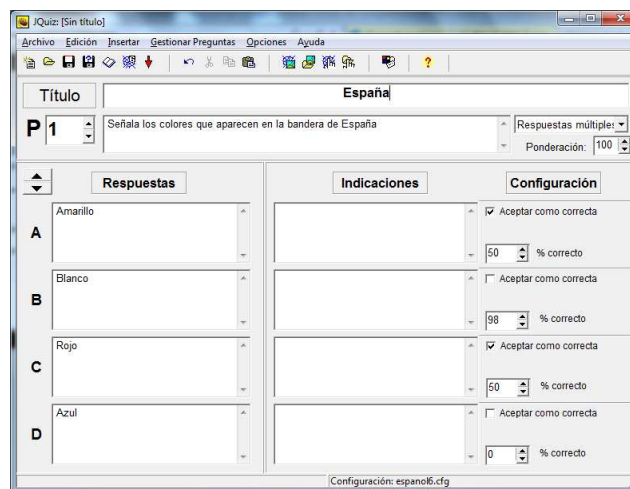 JQuiz: [Sin título]
Archivo Edición Insertar Gestionar Preguntas Opciones Ayuda
Título España
P 1 Señala los colores que aparecen en la bandera de España Respuestas múltiples
Ponderación: 100
Respuestas Indicaciones Configuración
A Amarillo Aceptar como correcta
50 % correcto
B Blanco Aceptar como correcta
98 % correcto
C Rojo Aceptar como correcta
50 % correcto
D Azul Aceptar como correcta
0 % correcto
Configuración: espanol6.cfg